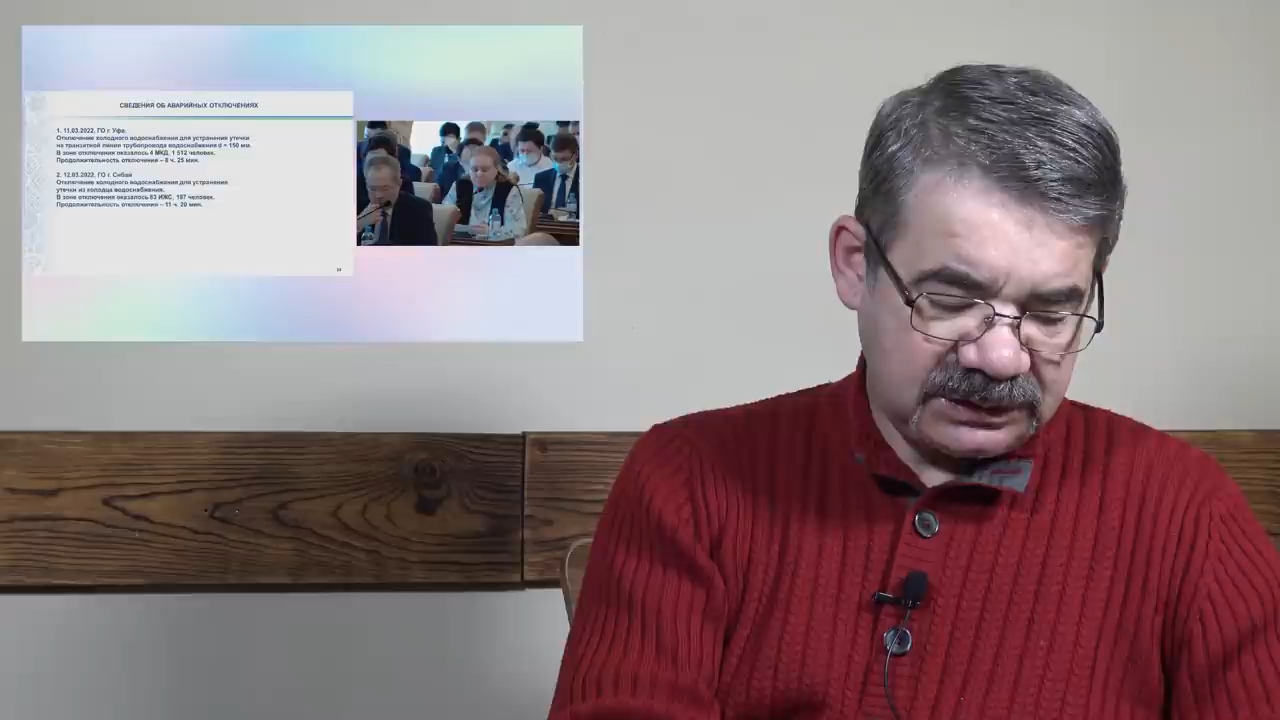 СВЕДЕНИЯ ОБ АВАРИЙНЫХ ОТКЛЮЧЕНИЯХ
1. 11.03.2022, ГО г. Уфа.
Отключение холодного водоснабжения для устранения утечки
на транзитной линии трубопровода водоснабжения d = 150 мм.
В зоне отключения оказалось 4 МКД, 1 512 человек.
Продолжительность отключения – 8 ч. 25 мин.
2. 12.03.2022, ГО г. Сибай
Отключение холодного водоснабжения для устранения
утечки из колодца водоснабжения.
В зоне отключения оказалось 83 ИЖС, 187 человек.
Продолжительность отключения – 11 ч. 20 мин.